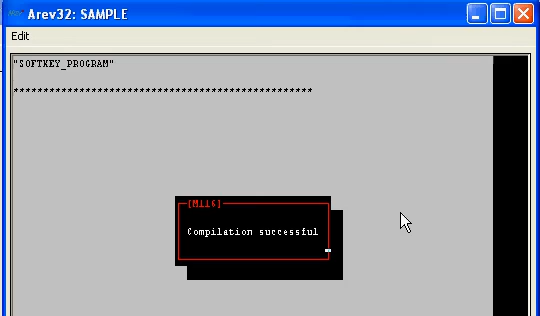 Arev32: SAMPLE
Edit
"SOFTKEY_PROGRAM"
**************************************************
[M116]
Compilation successful